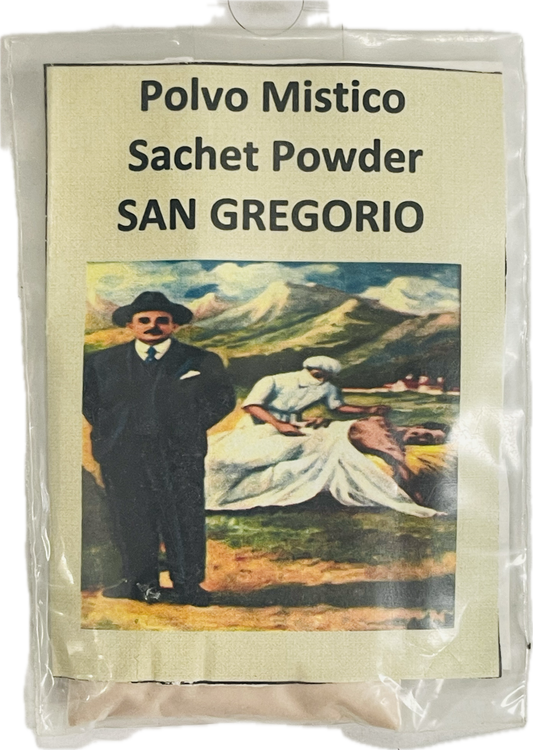 Polvo Mistico
Sachet Powder
SAN GREGORIO